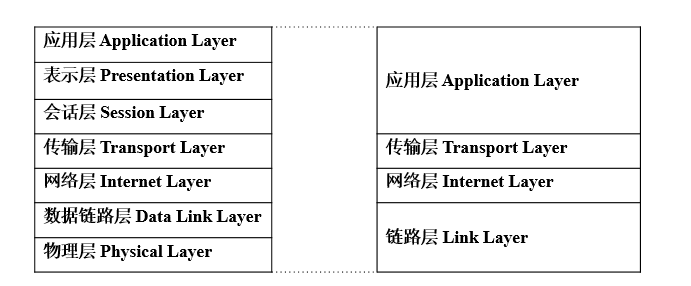 应用层 Application Layer
表示层 Presentation Layer
会话层 Session Layer
传输层 Transport Layer
网络层 Internet Layer
数据链路层 Data Link Layer
物理层 Physical Layer
应用层 Application Layer
传输层 Transport Layer
网络层 Internet Layer
链路层 Link Layer